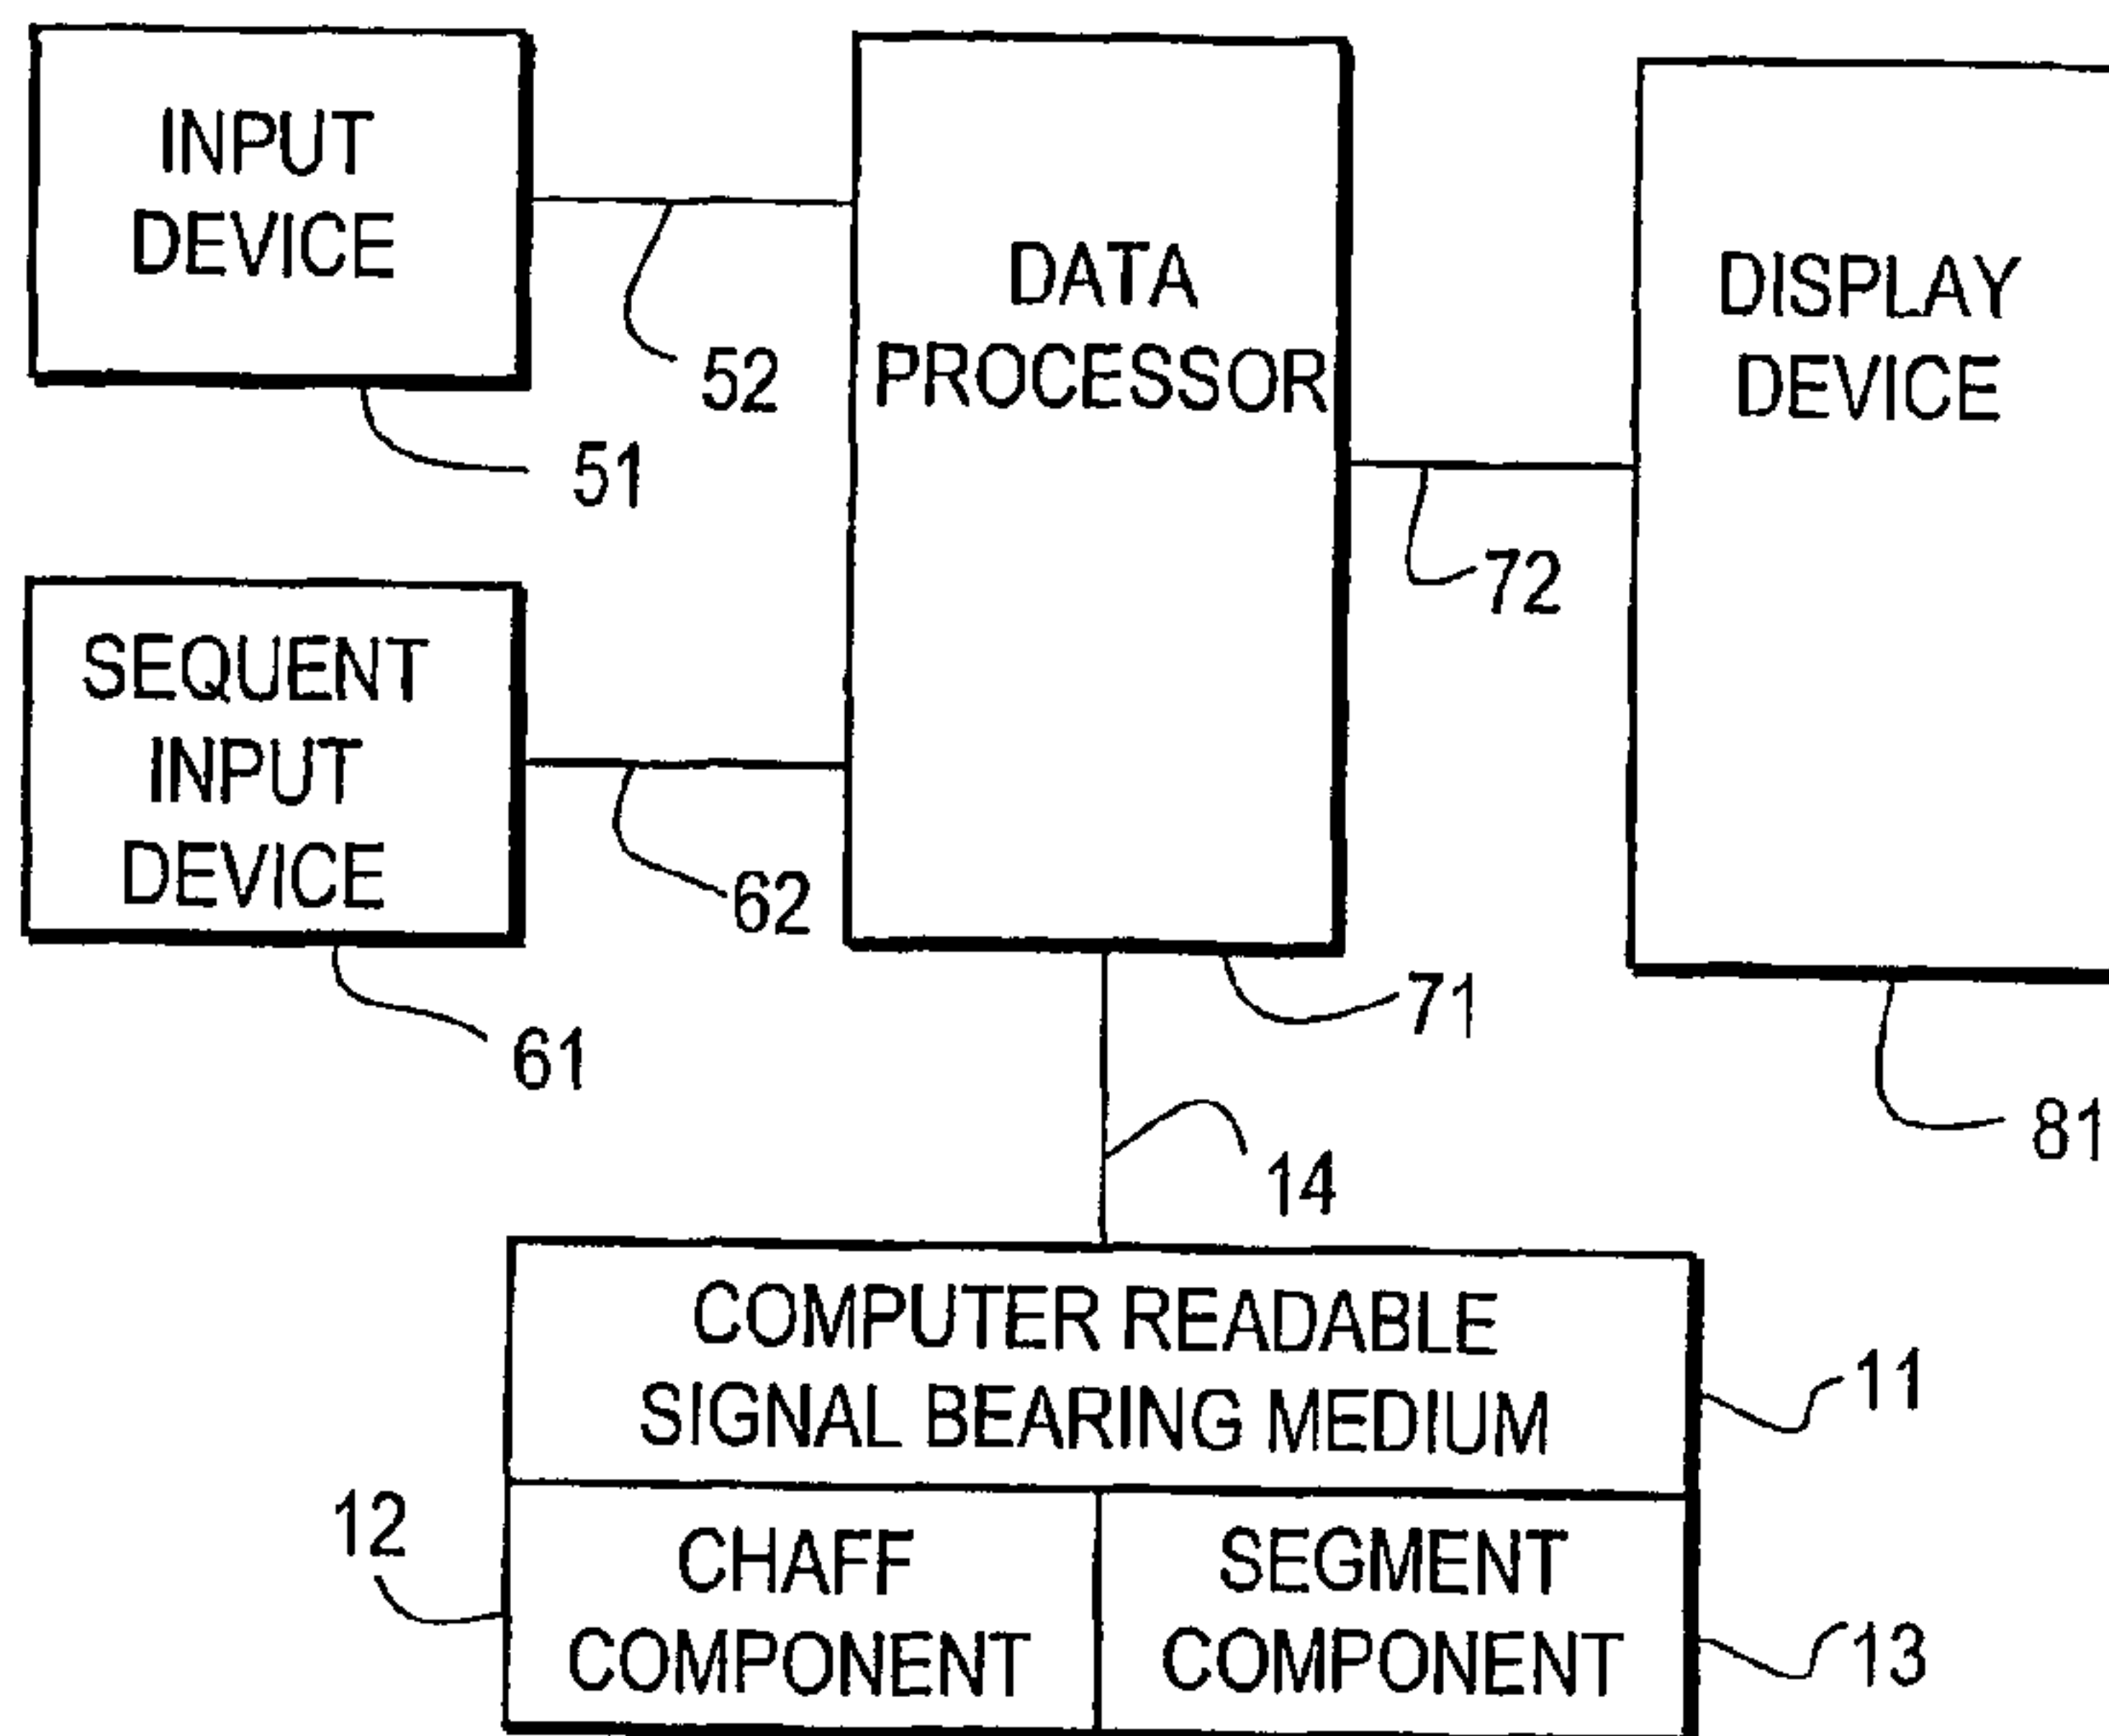 INPUT
DEVICE
52
51
DATA
PROCESSOR
DISPLAY
DEVICE
72
SEQUENT
INPUT
DEVICE
62
61
71
81
14
COMPUTER READABLE
SIGNAL BEARING MEDIUM
11
12
CHAFF
COMPONENT
SEGMENT
COMPONENT
13